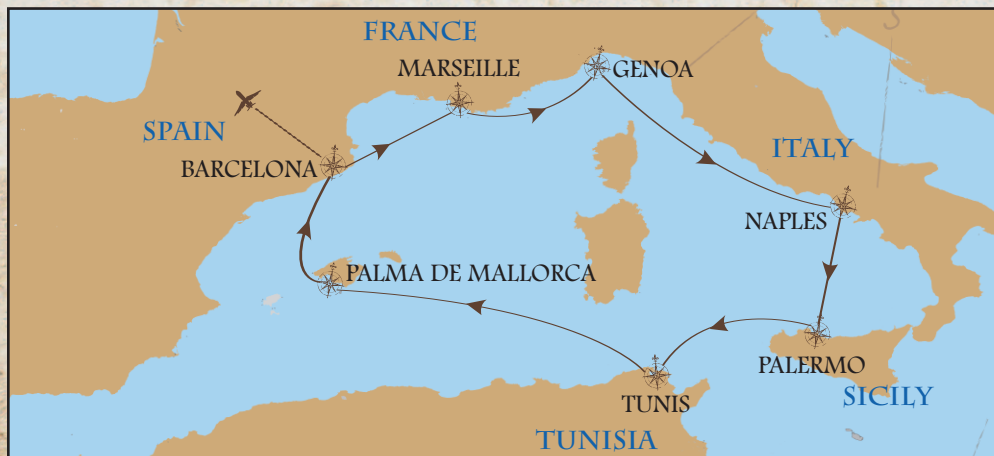 FRANCE
MARSEILLE
GENOA
SPAIN
ITALY
BARCELONA
NAPLES
PALMA DE MALLORCA
PALERMO
SICILY
TUNIS
TUNISIA